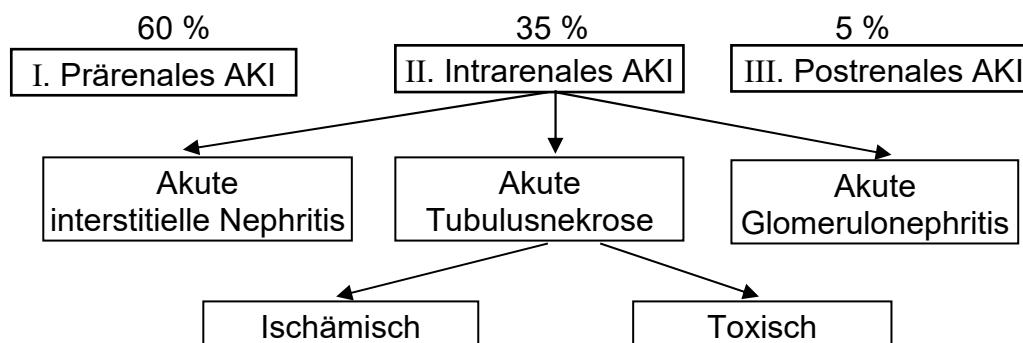 60 %
35 %
5 %
I. Prärenales AKI
II. Intrarenales AKI
III. Postrenales AKI
Akute
interstitielle Nephritis
Akute
Tubulusnekrose
Akute
Glomerulonephritis
Ischämisch
Toxisch